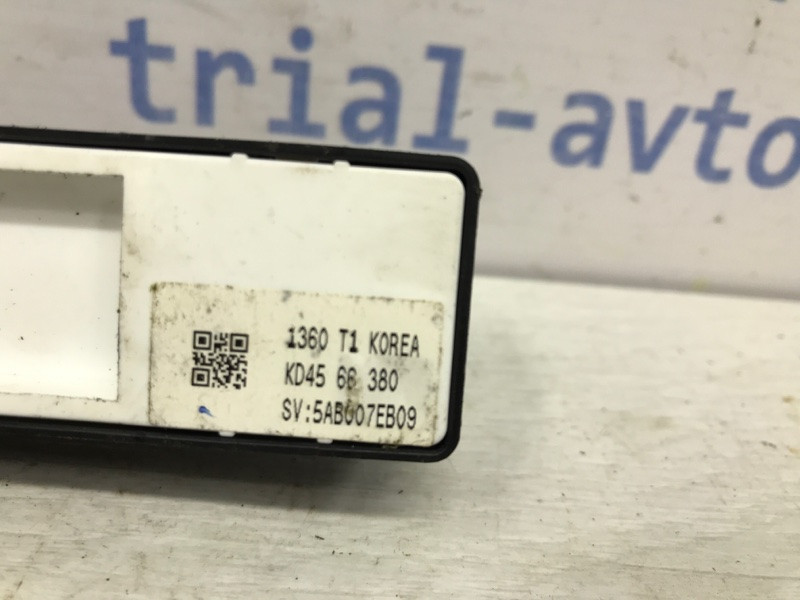 trial-avto
1360 T1 KOREA
KD45 66 380
SV:5AB007EB09